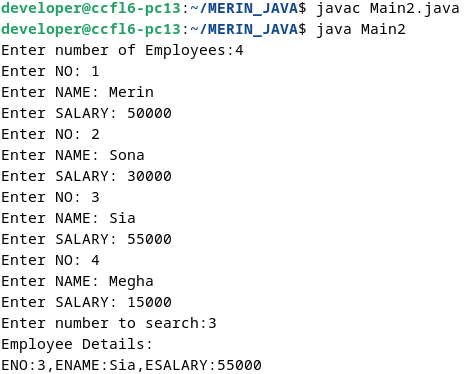 developer@ccfl6-pc13:~/MERIN_JAVA$ javac Main2.java
developer@ccfl6-pc13:~/MERIN_JAVA$ java Main2
Enter number of Employees:4
Enter NO: 1
Enter NAME: Merin
Enter SALARY: 50000
Enter NO: 2
Enter NAME: Sona
Enter SALARY: 30000
Enter NO: 3
Enter NAME: Sia
Enter SALARY: 55000
Enter NO: 4
Enter NAME: Megha
Enter SALARY: 15000
Enter number to search:3
Employee Details:
ENO:3,ENAME:Sia,ESALARY:55000